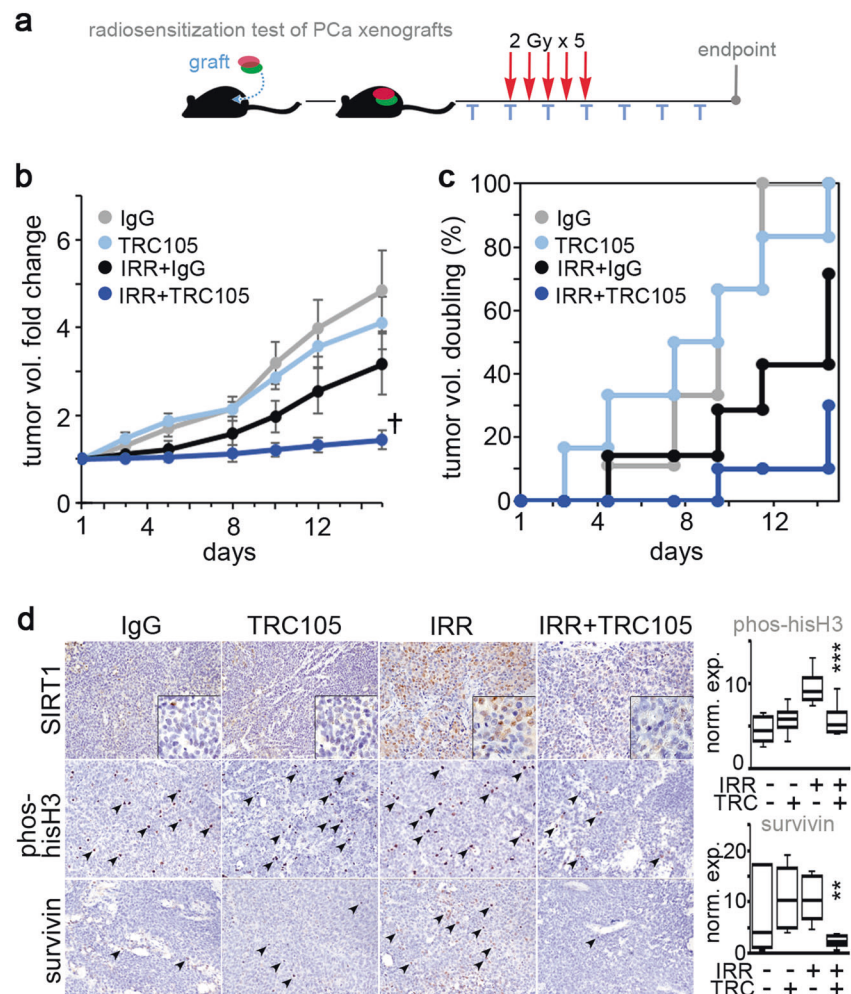 a
radiosensitization test of PCa xenografts
graft
2 Gy x 5
endpoint
T T T T T T T
b
tumor vol. fold change
6
4
2
0
IgG
TRC105
IRR+IgG
IRR+TRC105
†
1 4 8 12
days
c
tumor vol. doubling (%)
100
80
60
40
20
0
IgG
TRC105
IRR+IgG
IRR+TRC105
1 4 8 12
days
d
IgG TRC105 IRR IRR+TRC105
SIRT1
phos-
hisH3
survivin
phos-hisH3
norm. exp.
10
0
***
IRR - - + +
TRC - + - +
survivin
norm. exp.
20
10
0
**
IRR - - + +
TRC - + - +